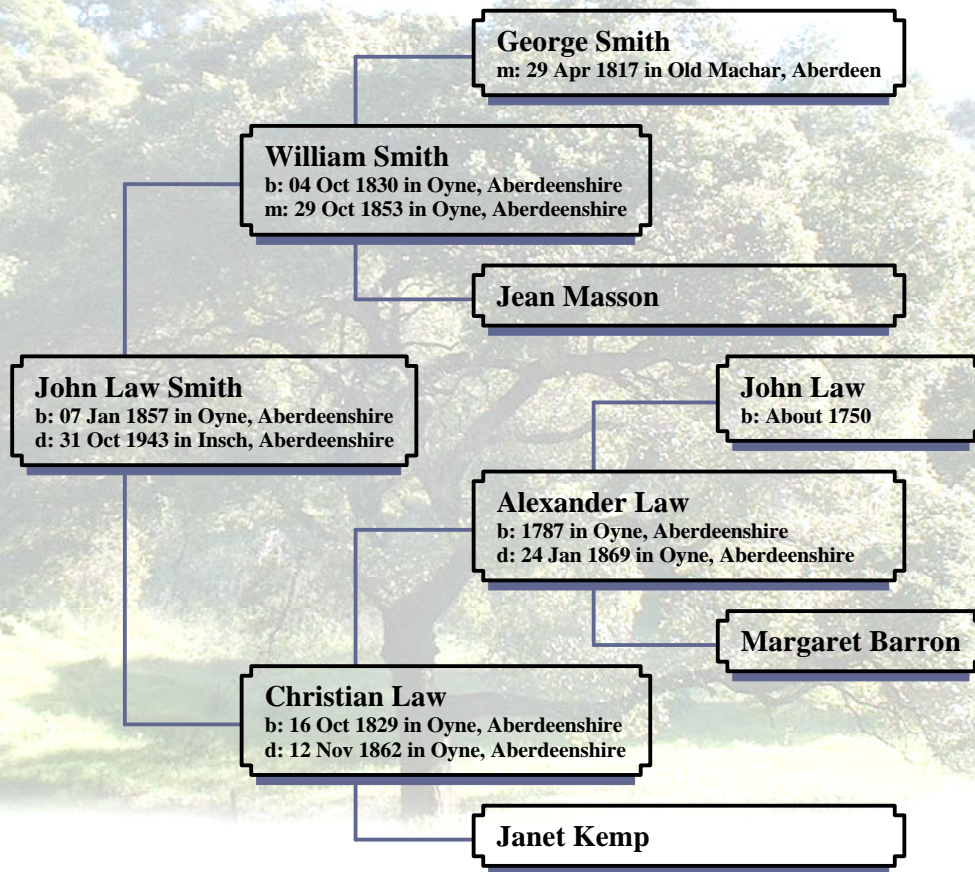 George Smith
m: 29 Apr 1817 in Old Machar, Aberdeen
William Smith
b: 04 Oct 1830 in Oyne, Aberdeenshire
m: 29 Oct 1853 in Oyne, Aberdeenshire
Jean Masson
John Law Smith
b: 07 Jan 1857 in Oyne, Aberdeenshire
d: 31 Oct 1943 in Insch, Aberdeenshire
John Law
b: About 1750
Alexander Law
b: 1787 in Oyne, Aberdeenshire
d: 24 Jan 1869 in Oyne, Aberdeenshire
Margaret Barron
Christian Law
b: 16 Oct 1829 in Oyne, Aberdeenshire
d: 12 Nov 1862 in Oyne, Aberdeenshire
Janet Kemp